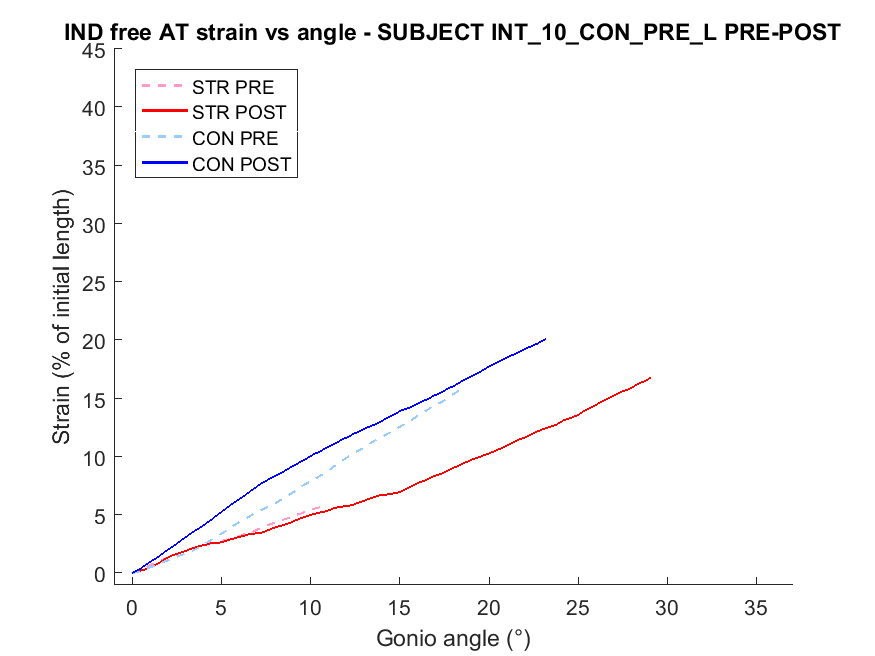 IND free AT strain vs angle - SUBJECT INT_10_CON_PRE_L PRE-POST
45
40
35
30
25
20
15
10
5
0
Strain (% of initial length)
STR PRE
STR POST
CON PRE
CON POST
0 5 10 15 20 25 30 35
Gonio angle (°)